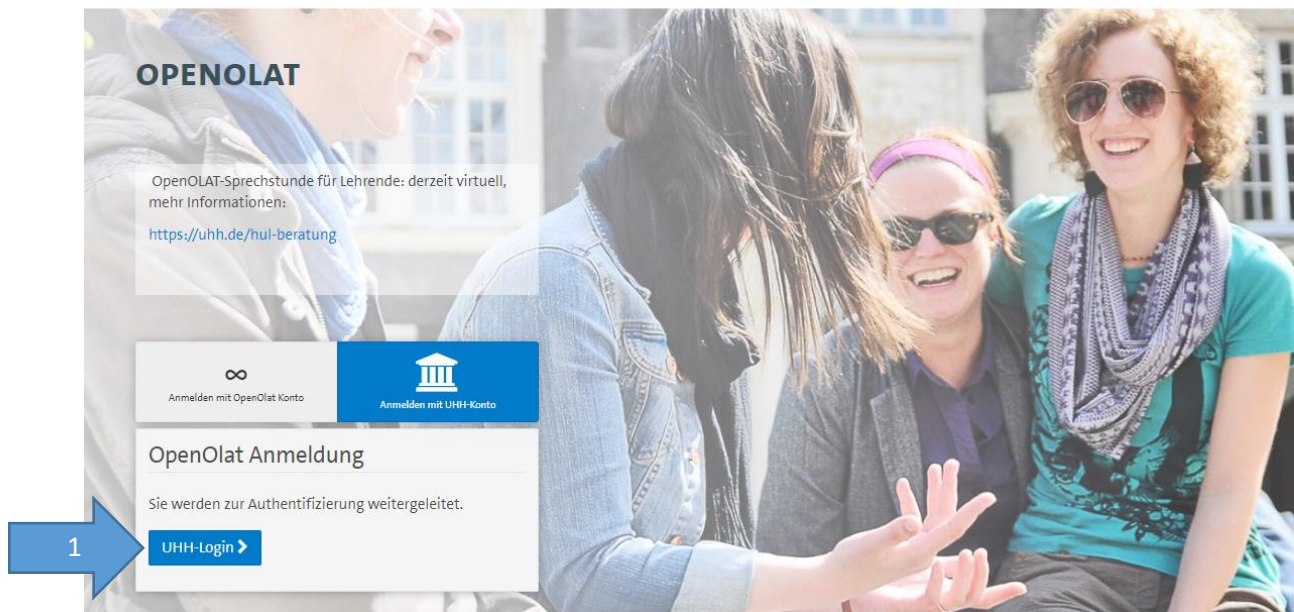 OPENOLAT
OpenOLAT-Sprechstunde für Lehrende: derzeit virtuell,
mehr Informationen:
https://uhh.de/hul-beratung
Anmelden mit OpenOlat Konto
Anmelden mit UHH-Konto
OpenOlat Anmeldung
Sie werden zur Authentifizierung weitergeleitet.
1
UHH-Login